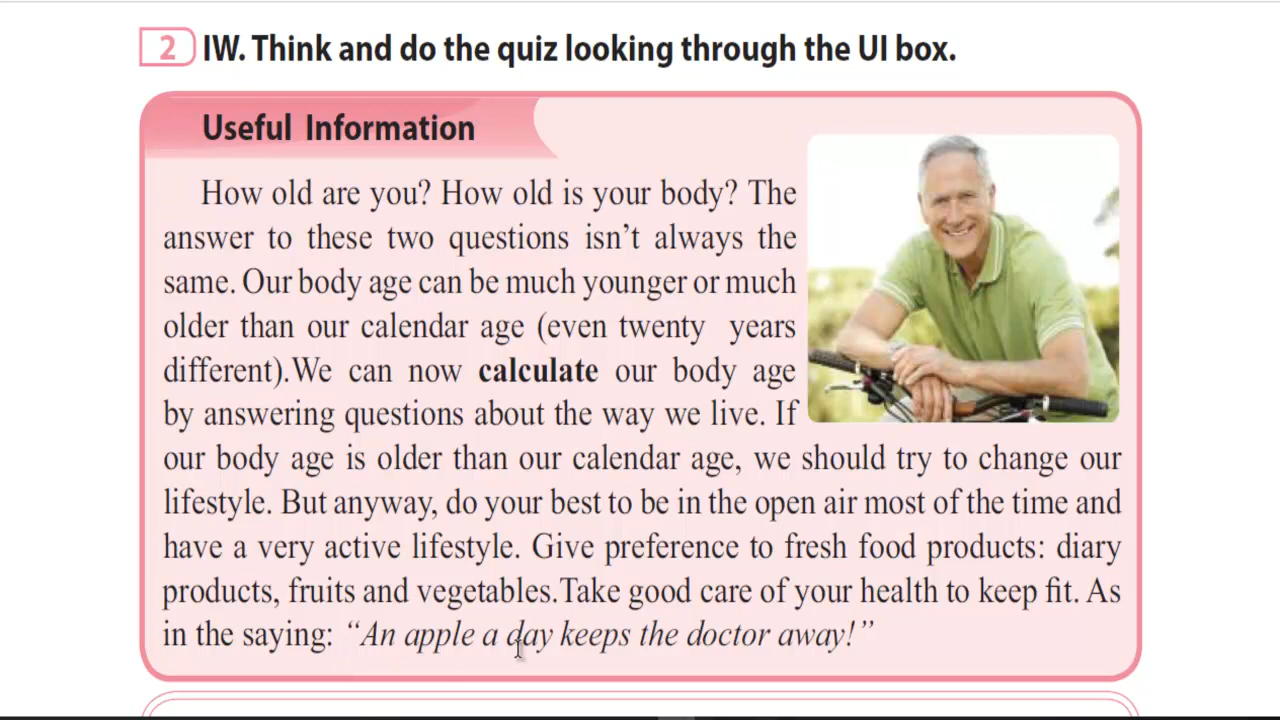 2 IW. Think and do the quiz looking through the UI box.
Useful Information
How old are you? How old is your body? The
answer to these two questions isn’t always the
same. Our body age can be much younger or much
older than our calendar age (even twenty years
different).We can now calculate our body age
by answering questions about the way we live. If
our body age is older than our calendar age, we should try to change our
lifestyle. But anyway, do your best to be in the open air most of the time and
have a very active lifestyle. Give preference to fresh food products: diary
products, fruits and vegetables.Take good care of your health to keep fit. As
in the saying: “An apple a day keeps the doctor away!”